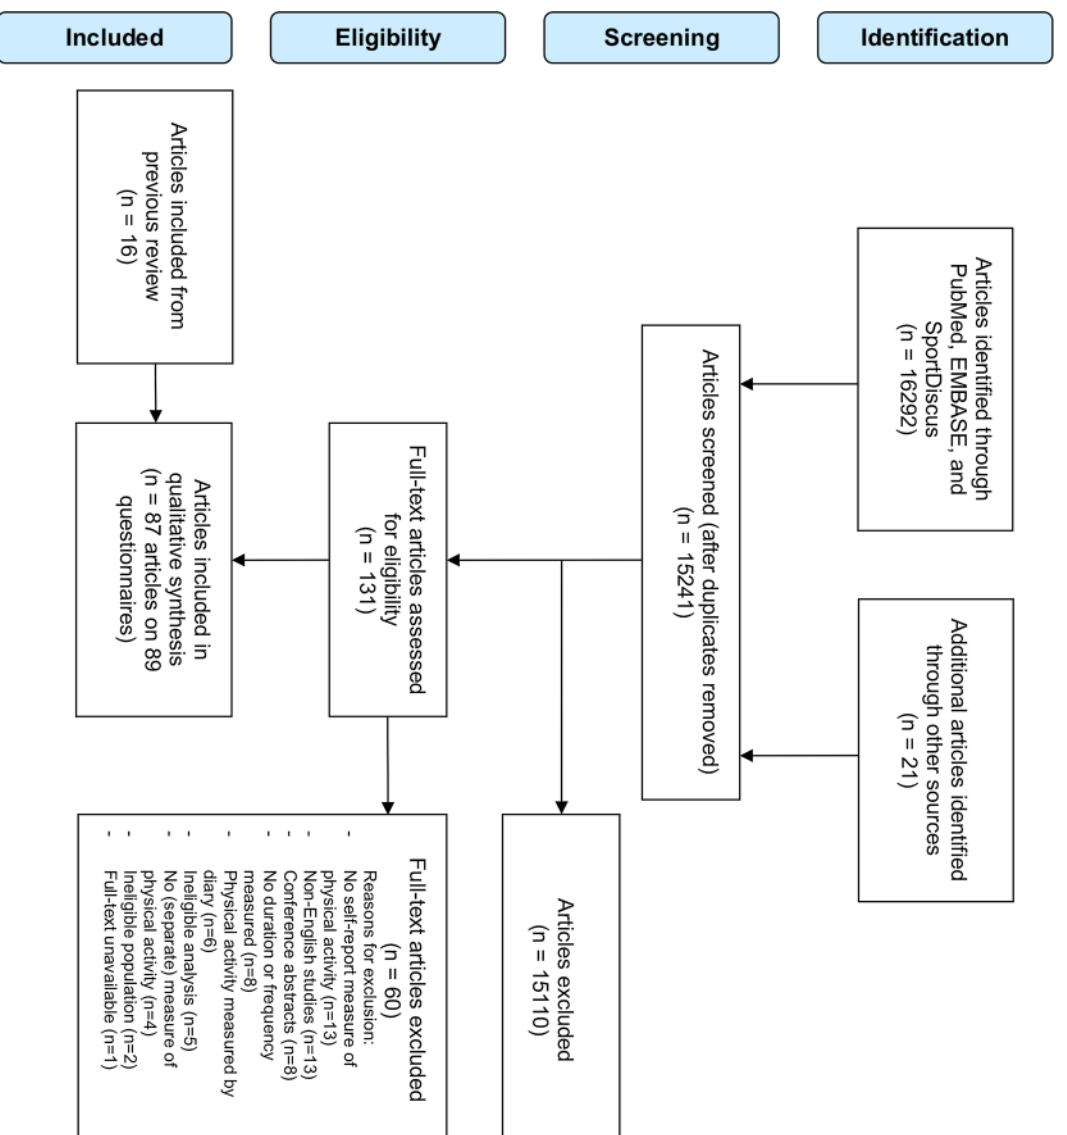 Identification
Screening
Eligibility
Included
Articles identified through
PubMed, EMBASE, and
SportDiscus
(n = 16292)
Additional articles identified
through other sources
(n = 21)
Articles screened (after duplicates removed)
(n = 15241)
Articles excluded
(n = 15110)
Full-text articles assessed
for eligibility
(n = 131)
Full-text articles excluded
(n = 60)
Reasons for exclusion:
- No self-report measure of
physical activity (n=13)
- Non-English studies (n=13)
- Conference abstracts (n=8)
- No duration or frequency
measured (n=8)
- Physical activity measured by
diary (n=6)
- Ineligible analysis (n=5)
- No (separate) measure of
physical activity (n=4)
- Ineligible population (n=2)
- Full-text unavailable (n=1)
Articles included from
previous review
(n = 16)
Articles included in
qualitative synthesis
(n = 87 articles on 89
questionnaires)